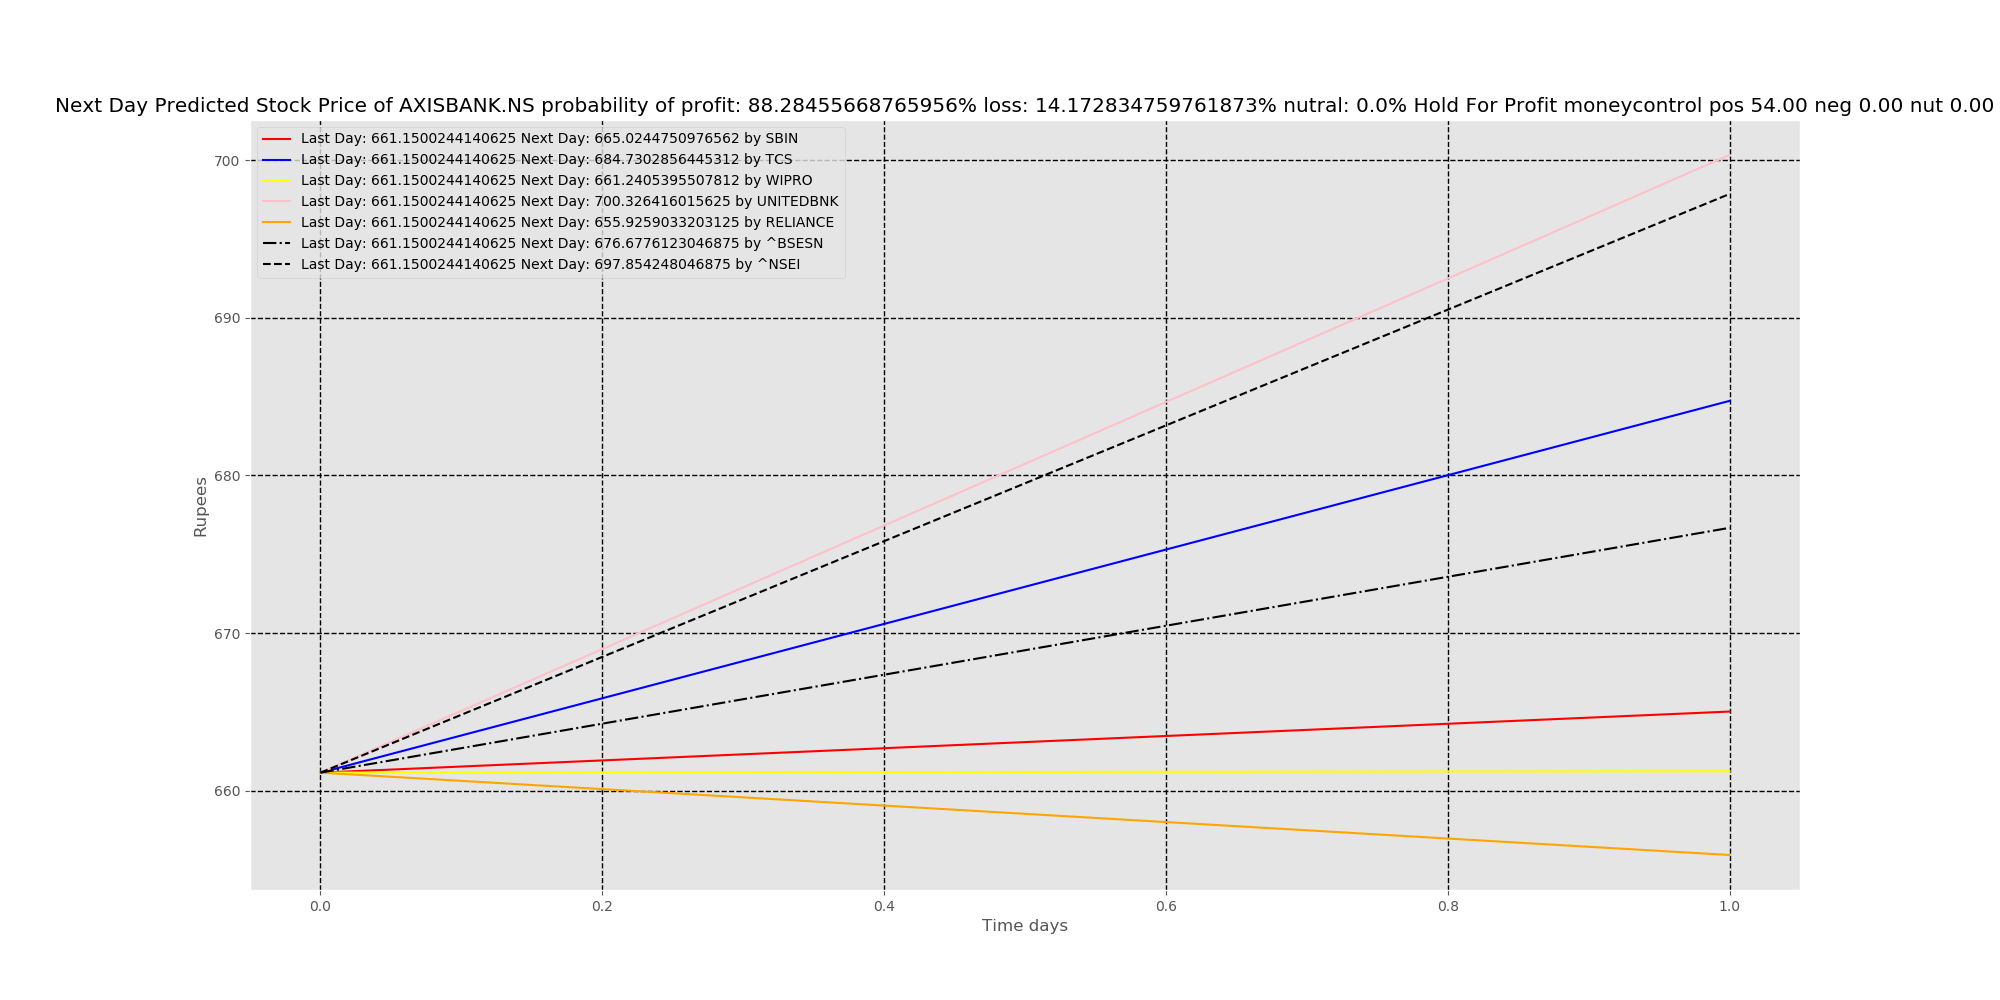 Next Day Predicted Stock Price of AXISBANK.NS probability of profit: 88.28455668765956% loss: 14.172834759761873% nutral: 0.0% Hold For Profit moneycontrol pos 54.00 neg 0.00 nut 0.00
Last Day: 661.1500244140625 Next Day: 665.0244750976562 by SBIN
Last Day: 661.1500244140625 Next Day: 684.7302856445312 by TCS
Last Day: 661.1500244140625 Next Day: 661.2405395507812 by WIPRO
Last Day: 661.1500244140625 Next Day: 700.326416015625 by UNITEDBNK
Last Day: 661.1500244140625 Next Day: 655.9259033203125 by RELIANCE
Last Day: 661.1500244140625 Next Day: 676.6776123046875 by ^BSESN
Last Day: 661.1500244140625 Next Day: 697.854248046875 by ^NSEI
700
690
680
670
660
Rupees
0.0 0.2 0.4 0.6 0.8 1.0
Time days